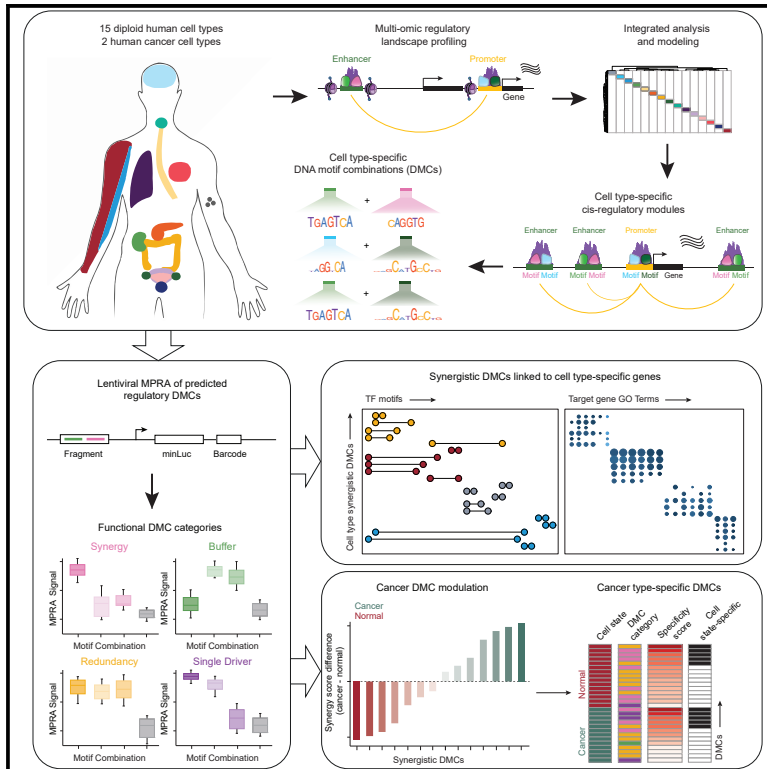 15 diploid human cell types
2 human cancer cell types
Multi-omic regulatory
landscape profiling
Enhancer
Promoter
Gene
Integrated analysis
and modeling
Cell type-specific
DNA motif combinations (DMCs)
+
TGAGTCA
CAGGTG
+
+
TGAGTCA
Cell type-specific
cis-regulatory modules
Enhancer
Enhancer
Promoter
Enhancer
Motif Motif
Motif Motif
Motif Motif
Gene
Motif Motif
Lentiviral MPRA of predicted
regulatory DMCs
Fragment
minLuc
Barcode
Functional DMC categories
Synergy
Buffer
MPRA Signal
MPRA Signal
Motif Combination
Motif Combination
Redundancy
Single Driver
MPRA Signal
MPRA Signal
Motif Combination
Motif Combination
Synergistic DMCs linked to cell type-specific genes
TF motifs
Target gene GO Terms
Cell type synergistic DMCs
Cancer DMC modulation
Cancer
Normal
Synergy score difference
(cancer - normal)
Synergistic DMCs
Cancer type-specific DMCs
Cell state
DMC
category
Specificity
score
Cell
state-specific
Normal
Cancer
DMCs